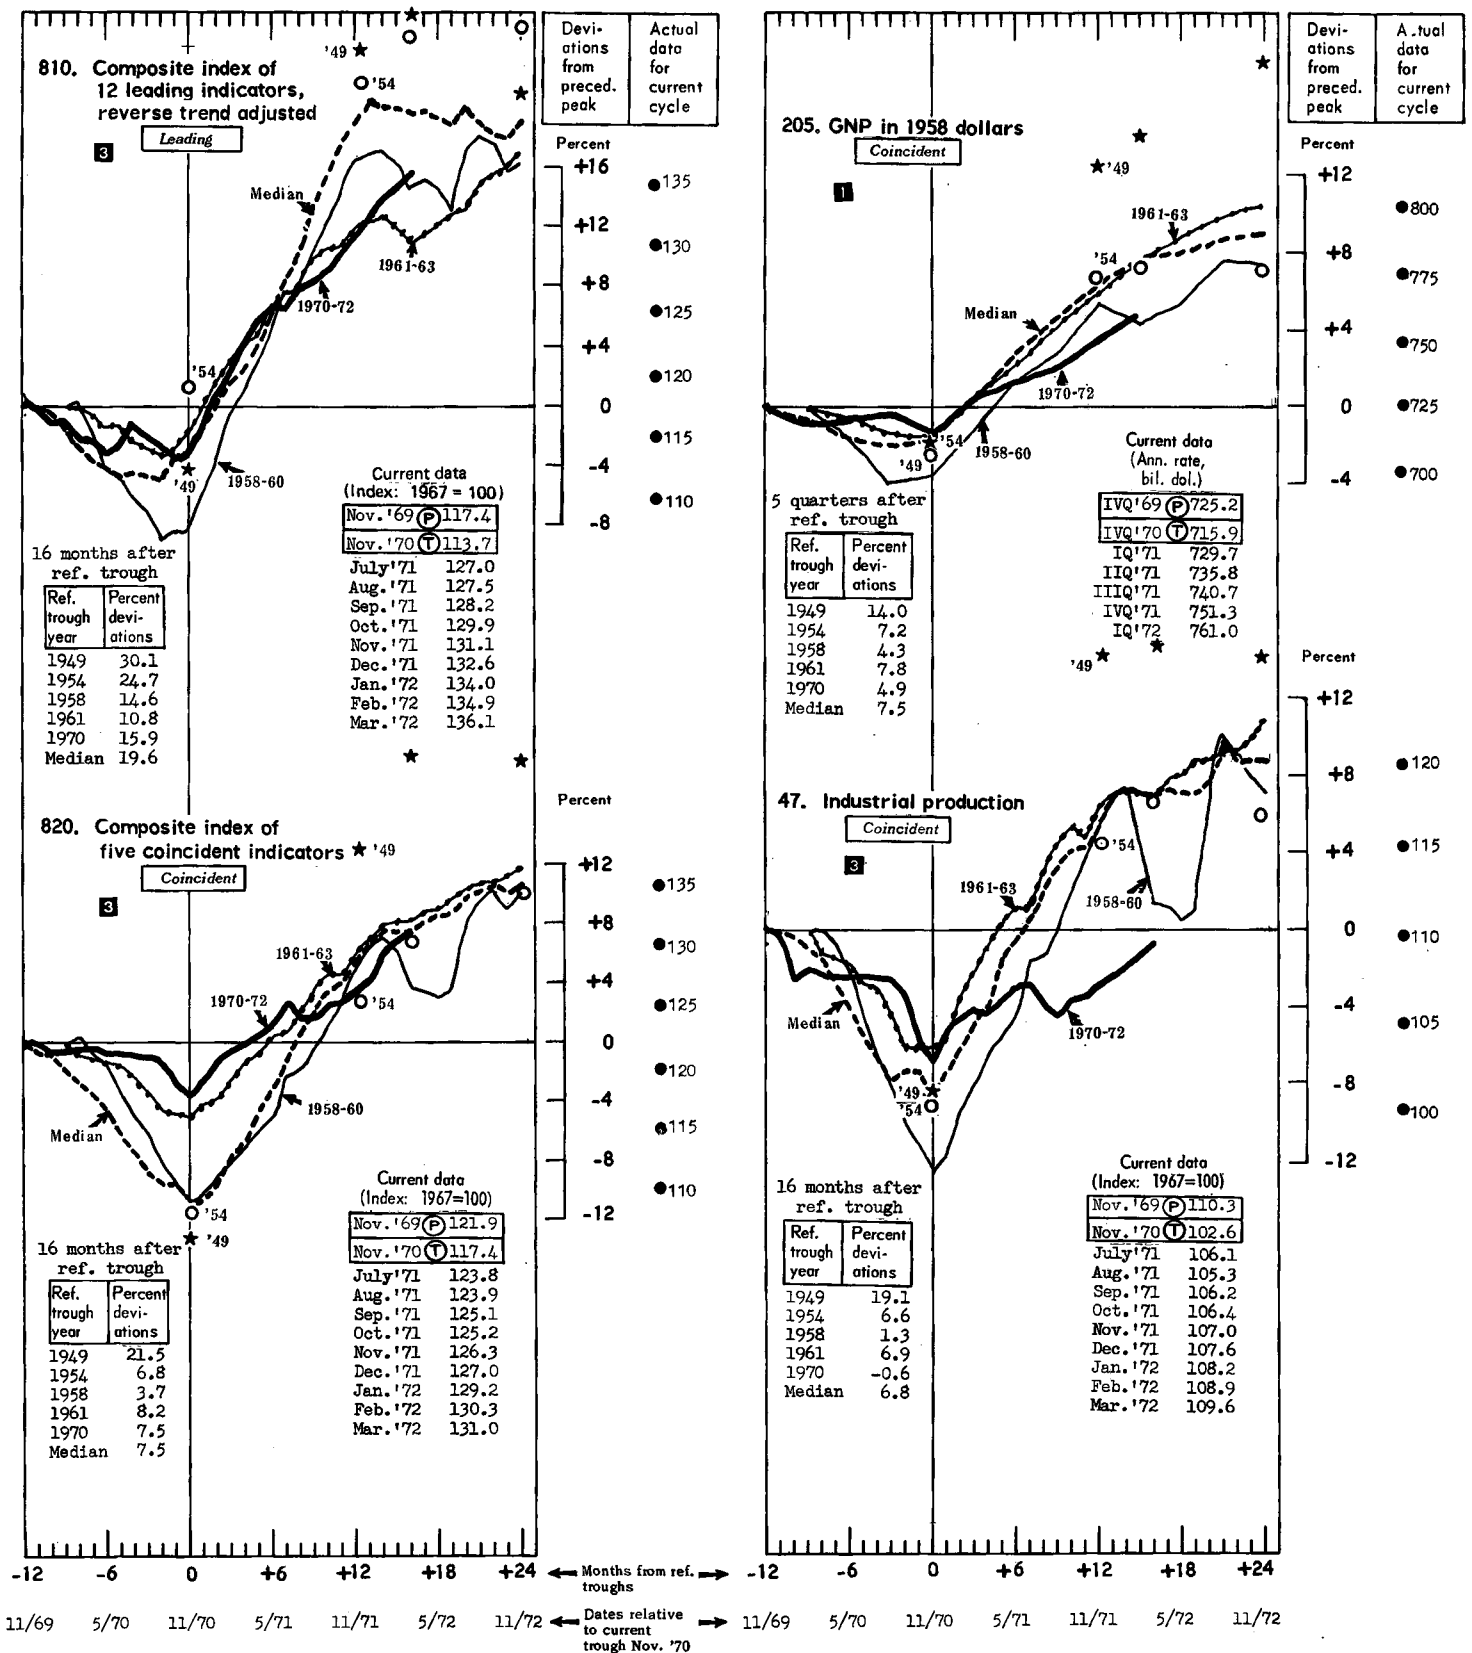 810. Composite index of
12 leading indicators,
reverse trend adjusted
Leading
3
'49
'54
Median
1961-63
1970-72
'54
'49
1958-60
Current data
(Index: 1967 = 100)
Nov.'69 P 117.4
Nov.'70 T 113.7
July'71 127.0
Aug.'71 127.5
Sep.'71 128.2
Oct.'71 129.9
Nov.'71 131.1
Dec.'71 132.6
Jan.'72 134.0
Feb.'72 134.9
Mar.'72 136.1
16 months after
ref. trough
Ref. trough year Percent devi- ations
1949 30.1
1954 24.7
1958 14.6
1961 10.8
1970 15.9
Median 19.6
Devi-
ations
from
preced.
peak
Actual
data
for
current
cycle
Percent
+16
+12
+8
+4
0
-4
-8
135
130
125
120
115
110
820. Composite index of
five coincident indicators
'49
Coincident
3
1961-63
1970-72
'54
1958-60
Median
'54
'49
Current data
(Index: 1967=100)
Nov.'69 P 121.9
Nov.'70 T 117.4
July'71 123.8
Aug.'71 123.9
Sep.'71 125.1
Oct.'71 125.2
Nov.'71 126.3
Dec.'71 127.0
Jan.'72 129.2
Feb.'72 130.3
Mar.'72 131.0
16 months after
ref. trough
Ref. trough year Percent devi- ations
1949 21.5
1954 6.8
1958 3.7
1961 8.2
1970 7.5
Median 7.5
Percent
+12
+8
+4
0
-4
-8
-12
135
130
125
120
115
110
205. GNP in 1958 dollars
Coincident
1
'49
1961-63
'54
Median
1970-72
'54
'49
1958-60
Current data
(Ann. rate,
bil. dol.)
IVQ'69 P 725.2
IVQ'70 T 715.9
IQ'71 729.7
IIQ'71 735.8
IIIQ'71 740.7
IVQ'71 751.3
IQ'72 761.0
5 quarters after
ref. trough
Ref. trough year Percent devi- ations
1949 14.0
1954 7.2
1958 4.3
1961 7.8
1970 4.9
Median 7.5
Devi-
ations
from
preced.
peak
A.tual
data
for
current
cycle
Percent
+12
+8
+4
0
-4
800
775
750
725
700
'49
47. Industrial production
Coincident
3
'54
1961-63
1958-60
Median
1970-72
'49
'54
Current data
(Index: 1967=100)
Nov.'69 P 110.3
Nov.'70 T 102.6
July'71 106.1
Aug.'71 105.3
Sep.'71 106.2
Oct.'71 106.4
Nov.'71 107.0
Dec.'71 107.6
Jan.'72 108.2
Feb.'72 108.9
Mar.'72 109.6
16 months after
ref. trough
Ref. trough year Percent devi- ations
1949 19.1
1954 6.6
1958 1.3
1961 6.9
1970 -0.6
Median 6.8
Percent
+12
+8
+4
0
-4
-8
-12
120
115
110
105
100
-12 -6 0 +6 +12 +18 +24
Months from ref.
troughs
-12 -6 0 +6 +12 +18 +24
11/69 5/70 11/70 5/71 11/71 5/72 11/72
Dates relative
to current
trough Nov. '70
11/69 5/70 11/70 5/71 11/71 5/72 11/72